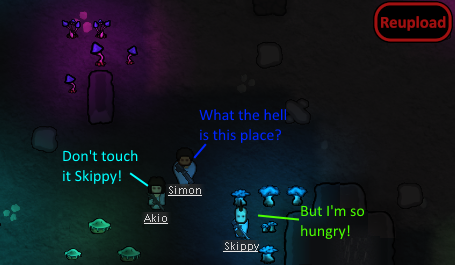 Reupload
What the hell
is this place?
Don't touch
it Skippy!
Simon
Akio
But I'm so
hungry!
Skippy